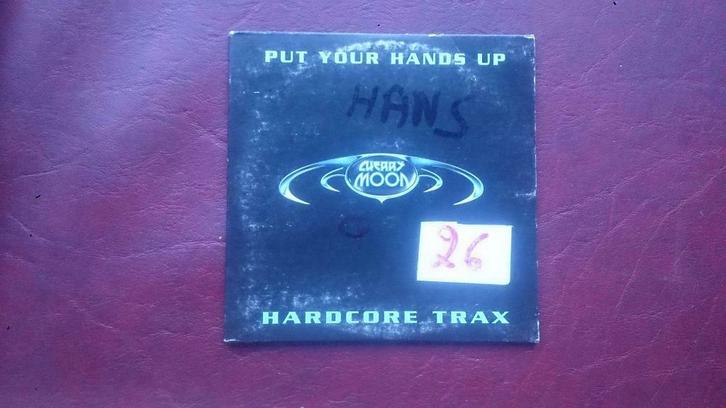 PUT YOUR HANDS UP
HANS
CHERRY
MOON
26
HARDCORE TRAX